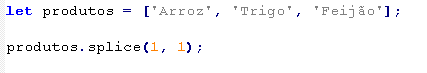 let produtos = ['Arroz', 'Trigo', 'Feijão'];
produtos.splice(1, 1);